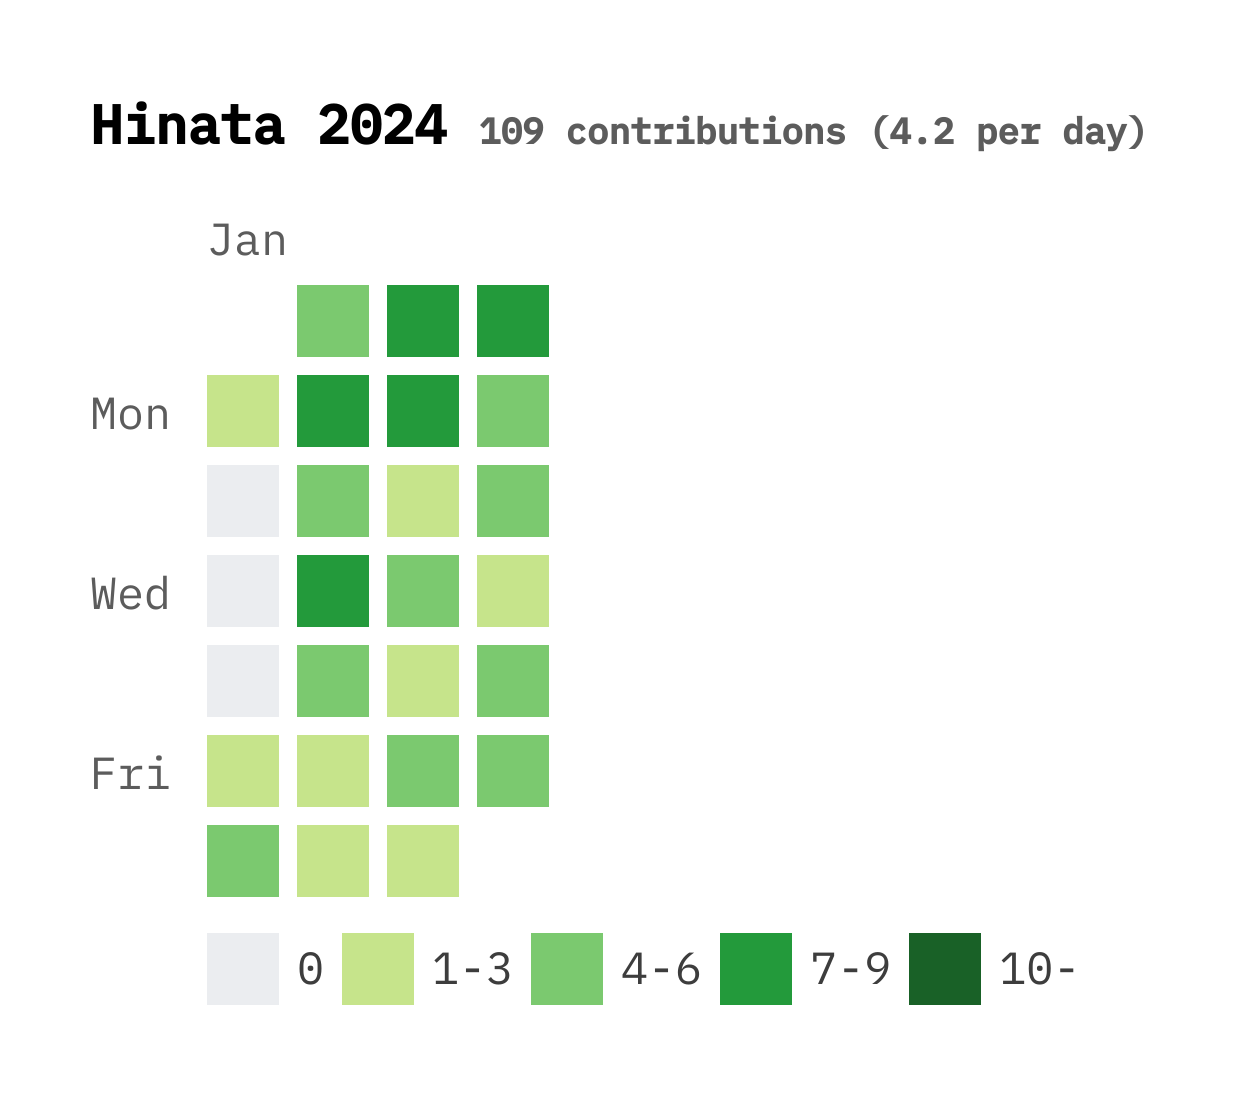 Hinata 2024 109 contributions (4.2 per day)
Jan
Mon
Wed
Fri
0 1-3 4-6 7-9 10-